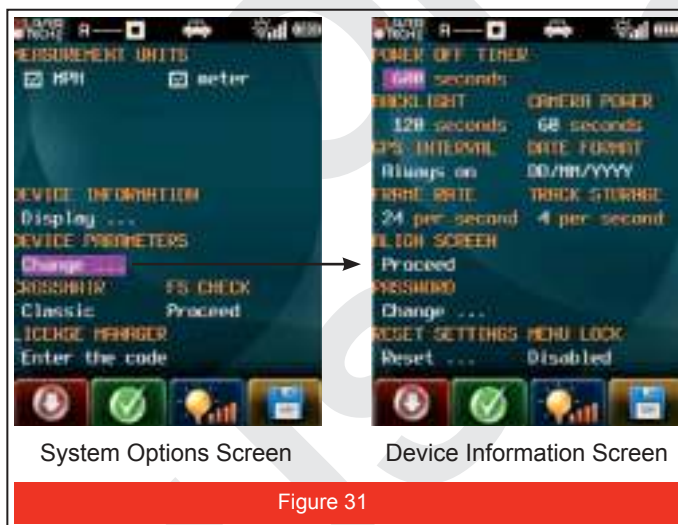 MEASUREMENT UNITS
MPH meter
DEVICE INFORMATION
Display ...
DEVICE PARAMETERS
Change ...
CROSSHAIR FS CHECK
Classic Proceed
LICENSE MANAGER
Enter the code
POWER OFF TIMER
600 seconds
BACKLIGHT CAMERA POWER
120 seconds 60 seconds
GPS INTERVAL DATE FORMAT
Always on DD/MM/YYYY
FRAME RATE TRACK STORAGE
24 per second 4 per second
ALIGN SCREEN
Proceed
PASSWORD
Change ...
RESET SETTINGS MENU LOCK
Reset ... Disabled
System Options Screen
Device Information Screen
Figure 31